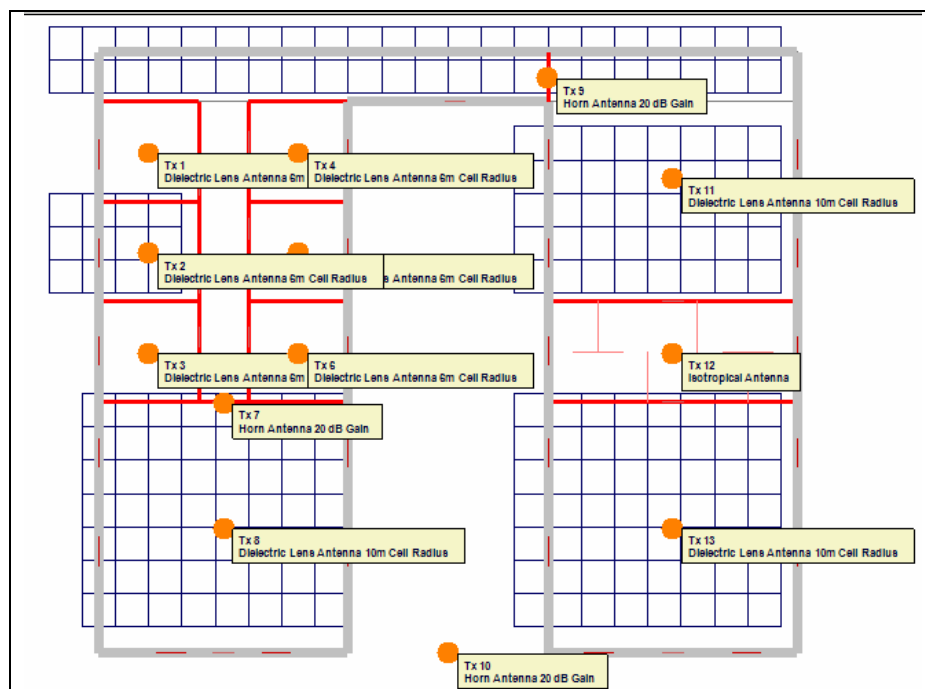 Tx 9
Horn Antenna 20 dB Gain
Tx 1
Dielectric Lens Antenna 6m
Tx 4
Dielectric Lens Antenna 6m Cell Radius
Tx 11
Dielectric Lens Antenna 10m Cell Radius
Tx 2
Dielectric Lens Antenna 6m Cell Radius
Antenna 6m Cell Radius
Tx 3
Dielectric Lens Antenna 6m
Tx 6
Dielectric Lens Antenna 6m Cell Radius
Tx 12
Isotropical Antenna
Tx 7
Horn Antenna 20 dB Gain
Tx 8
Dielectric Lens Antenna 10m Cell Radius
Tx 13
Dielectric Lens Antenna 10m Cell Radius
Tx 10
Horn Antenna 20 dB Gain